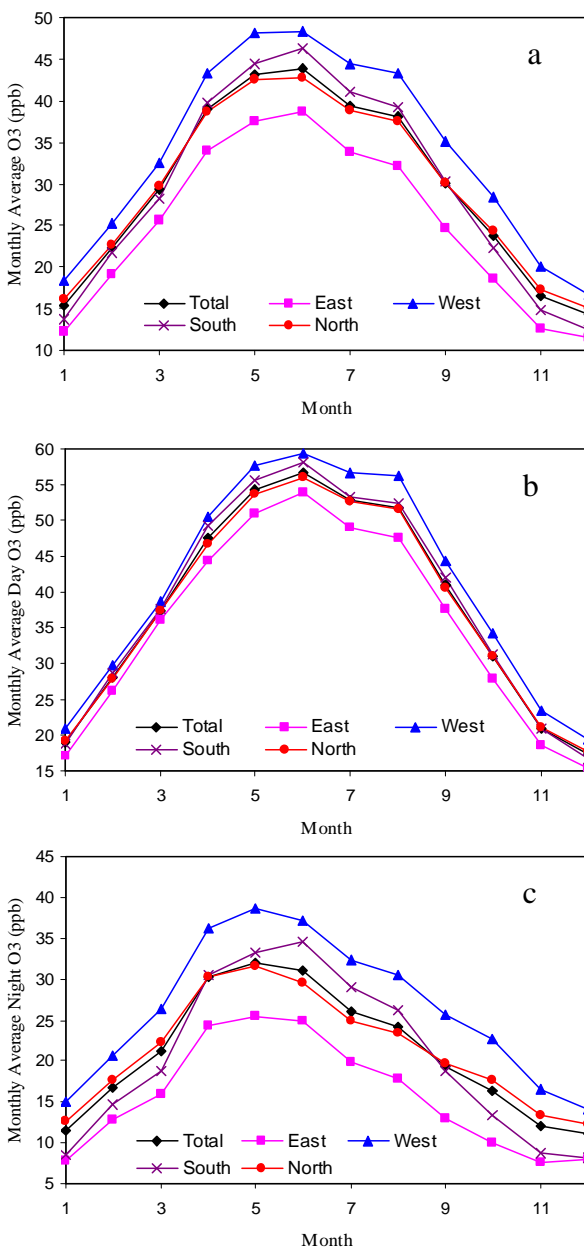 50
a
45
40
35
30
25
20
15
10
Monthly Average O3 (ppb)
Total East West
South North
1 3 5 7 9 11
Month
60
b
55
50
45
40
35
30
25
20
15
Monthly Average Day O3 (ppb)
Total East West
South North
1 3 5 7 9 11
Month
45
c
40
35
30
25
20
15
10
5
Monthly Average Night O3 (ppb)
Total East West
South North
1 3 5 7 9 11
Month